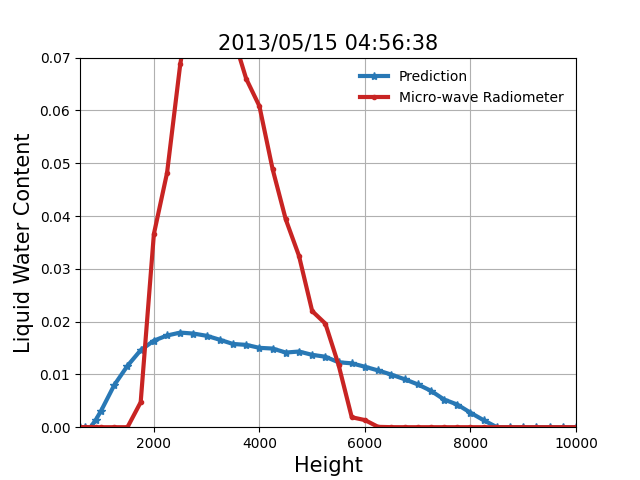 2013/05/15 04:56:38
Prediction
Micro-wave Radiometer
Liquid Water Content
0.07
0.06
0.05
0.04
0.03
0.02
0.01
0.00
2000 4000 6000 8000 10000
Height